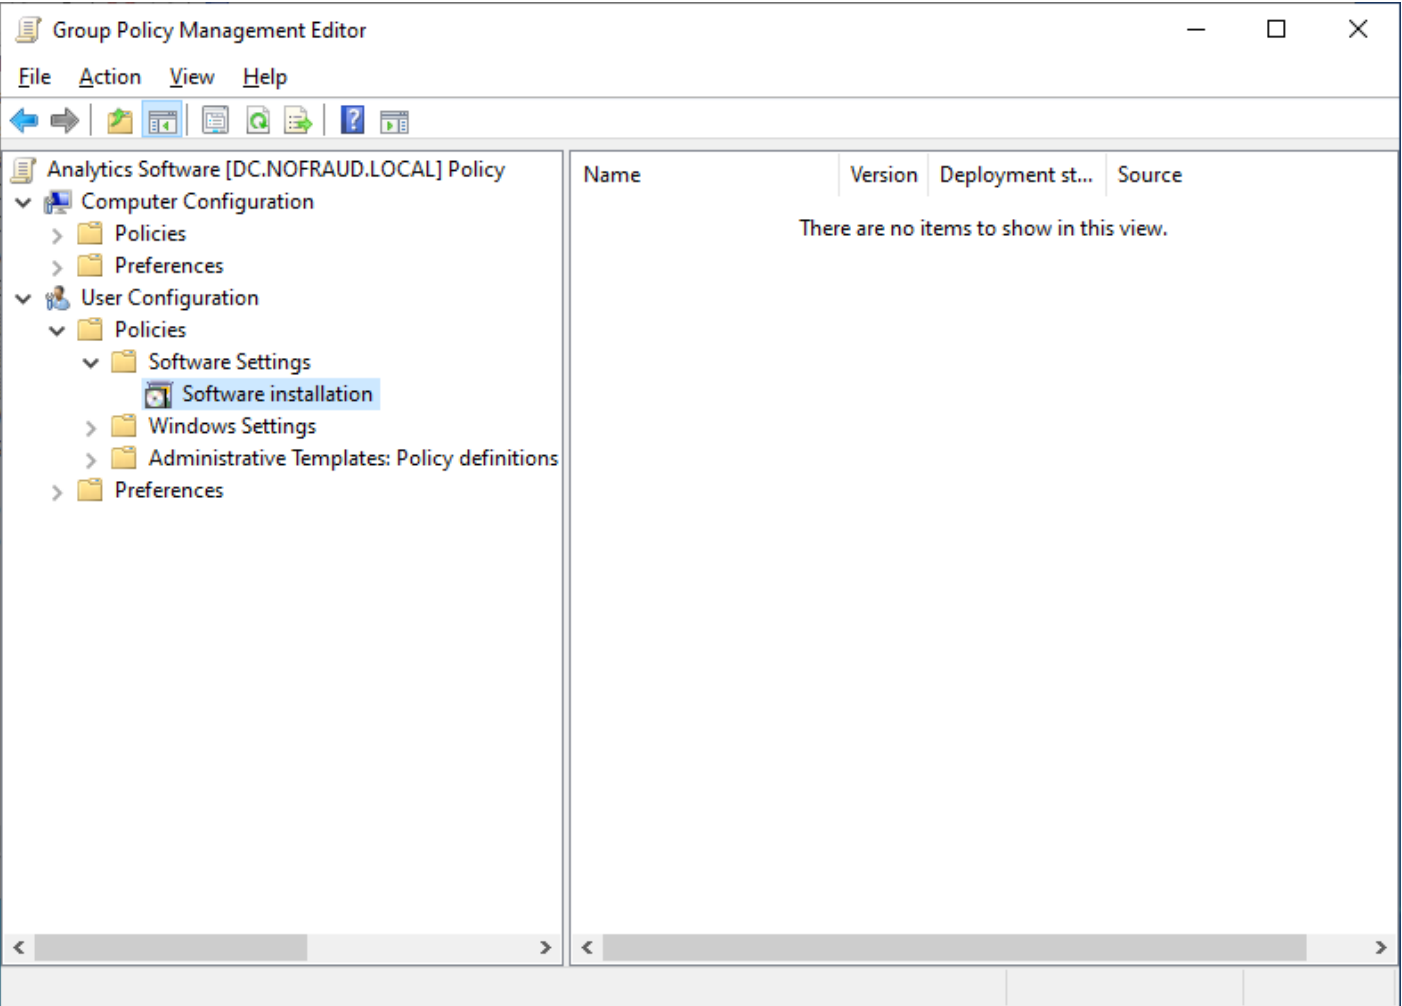 Group Policy Management Editor
File Action View Help
Analytics Software [DC.NOFRAUD.LOCAL] Policy
Computer Configuration
Policies
Preferences
User Configuration
Policies
Software Settings
Software installation
Windows Settings
Administrative Templates: Policy definitions
Preferences
Name Version Deployment st... Source
There are no items to show in this view.